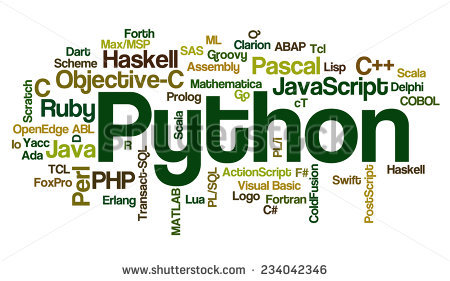 Forth
Q
Clarion ABAP Tcl
Max/MSP
SAS ML
Groovy
Dart
Scheme
Haskell
Assembly
Pascal
Lisp
C++
Scala
Scratch
C
Objective-C
Mathematica
JavaScript
Delphi
COBOL
Ruby
Prolog
Go
cT
OpenEdge ABL
Python
Scala
Io
Yacc
Ada
Java
D
R
PL/I
TCL
FoxPro
Perl
PHP
Transact-SQL
Erlang
MATLAB
Lua
PL/SQL
ActionScript F#
Visual Basic
Logo
Fortran
C#
ColdFusion
Swift
PostScript
Haskell
shutterstock
www.shutterstock.com · 234042346